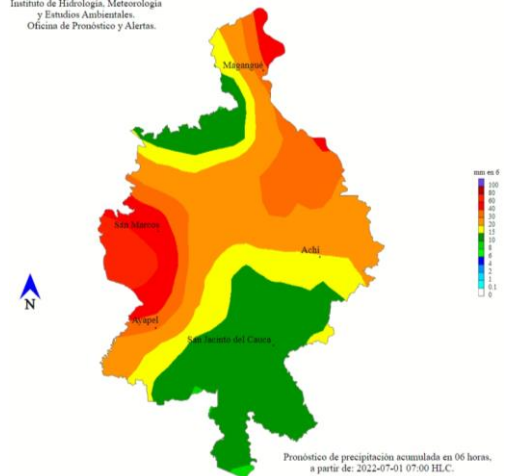 Instituto de Hidrología, Meteorología
y Estudios Ambientales.
Oficina de Pronóstico y Alertas.
Magangué
San Marcos
Achí
Ayapel
San Jacinto del Cauca
N
mm en 6
100
80
60
40
30
20
15
10
8
6
4
2
1
0.1
0
Pronóstico de precipitación acumulada en 06 horas,
a partir de: 2022-07-01 07:00 HLC.